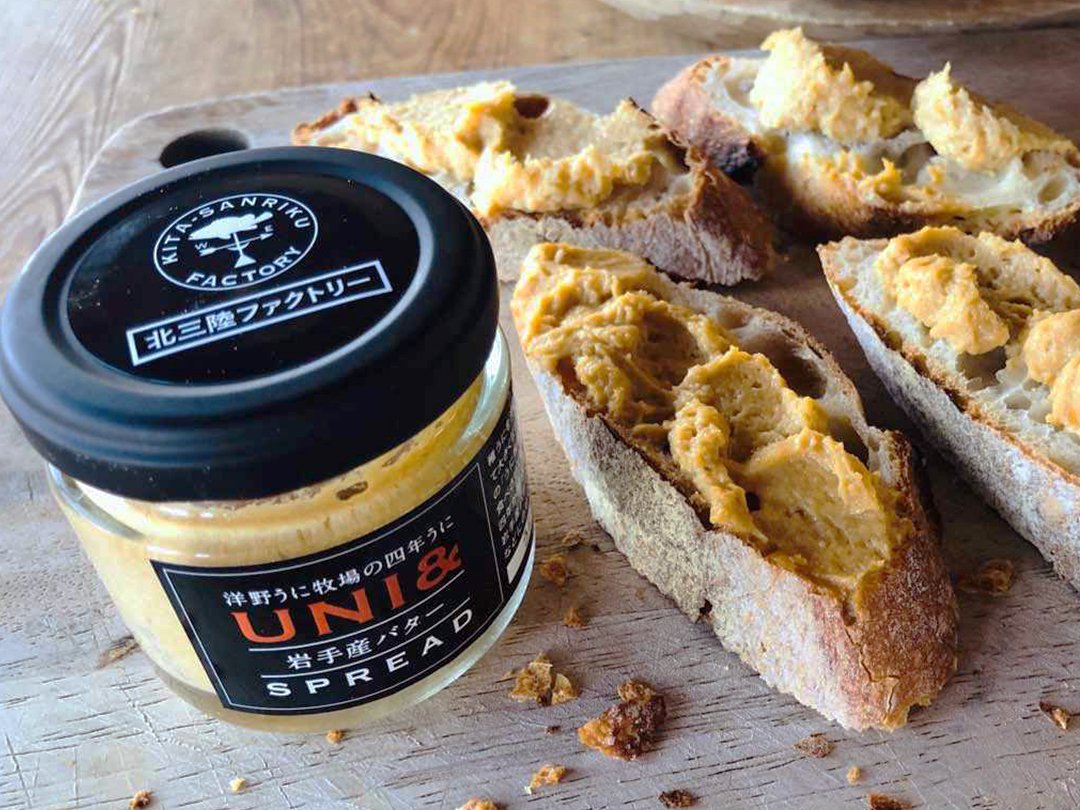 KITA-SANRIKU
W E
FACTORY
北三陸ファクトリー
洋野うに牧場の四年うに
UNI&
岩手産バター
SPREAD